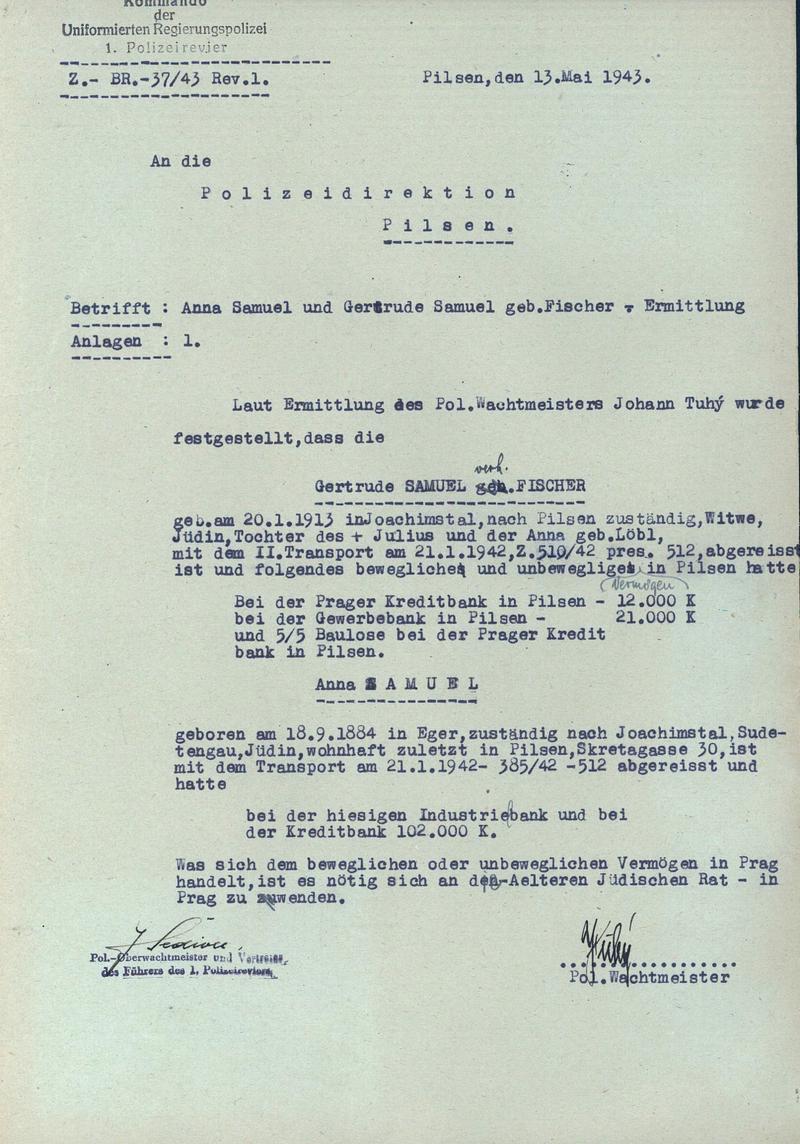 Kommando
der
Uniformierten Regierungspolizei
1. Polizeirevier
Z.- BR.-37/43 Rev.1.
Pilsen,den 13.Mai 1943.
An die
Polizeidirektion
Pilsen.
Betrifft : Anna Samuel und Gertrude Samuel geb.Fischer - Ermittlung
Anlagen : 1.
Laut Ermittlung des Pol.Wachtmeisters Johann Tuhý wurde
festgestellt,dass die
verh.
Gertrude SAMUEL geb.FISCHER
geb.am 20.1.1913 inJoachimstal,nach Pilsen zuständig,Witwe,
Jüdin,Tochter des + Julius und der Anna geb.Löbl,
mit dem II.Transport am 21.1.1942,Z.510/42 pres. 512,abgereisst
ist und folgendes bewegliches und unbewegliges in Pilsen hatte
(Vermögen)
Bei der Prager Kreditbank in Pilsen - 12.000 K
bei der Gewerbebank in Pilsen - 21.000 K
und 5/5 Baulose bei der Prager Kredit
bank in Pilsen.
Anna SAMUEL
geboren am 18.9.1884 in Eger,zuständig nach Joachimstal,Sude-
tengau,Jüdin,wohnhaft zuletzt in Pilsen,Skretagasse 30,ist
mit dem Transport am 21.1.1942- 385/42 -512 abgereisst und
hatte
bei der hiesigen Industriebank und bei
der Kreditbank 102.000 K.
Was sich dem beweglichen oder unbeweglichen Vermögen in Prag
handelt,ist es nötig sich an den-Aelteren Jüdischen Rat - in
Prag zu wenden.
Pol.-Oberwachtmeister und Vertreter
des Führers des 1. Polizeireviers
Tuhý
Pol.Wachtmeister